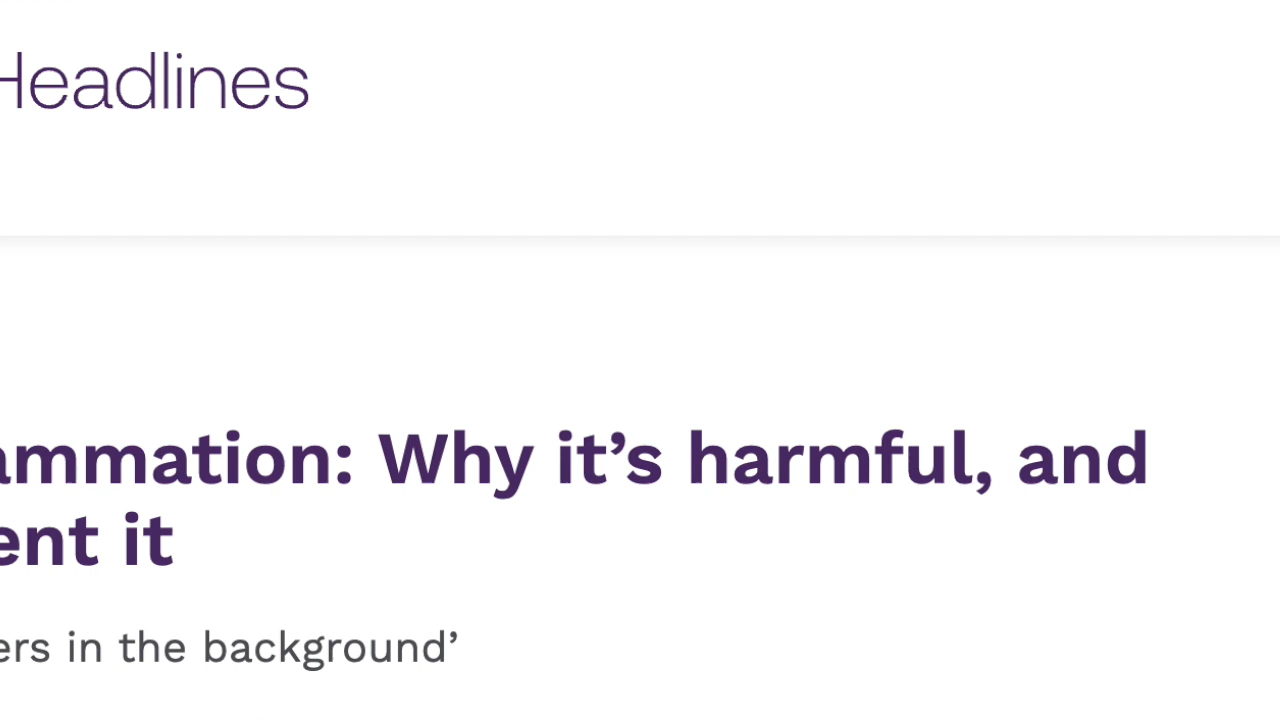 Headlines
ammation: Why it’s harmful, and
ent it
ers in the background’